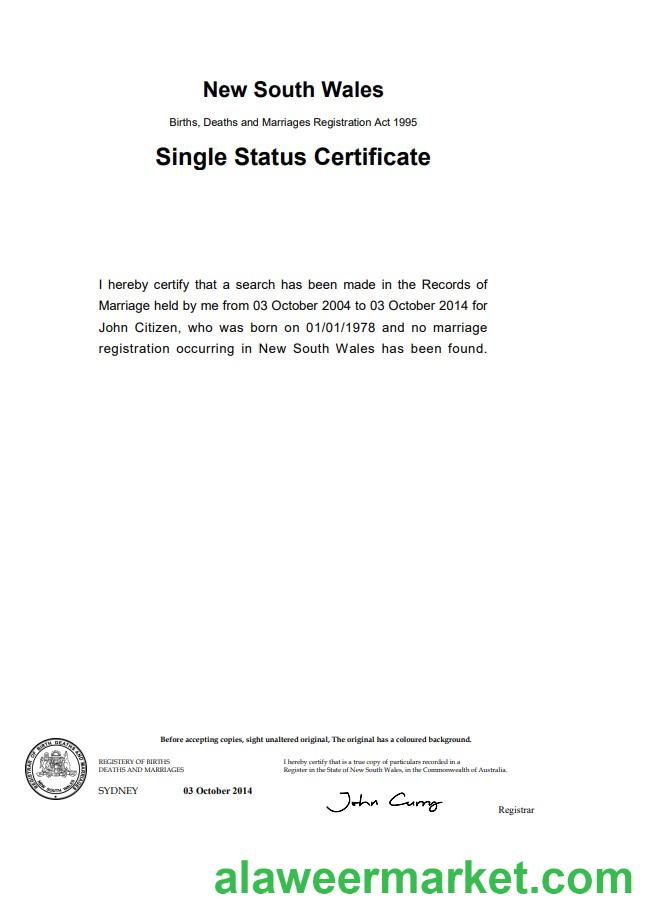 New South Wales
Births, Deaths and Marriages Registration Act 1995
Single Status Certificate
I hereby certify that a search has been made in the Records of
Marriage held by me from 03 October 2004 to 03 October 2014 for
John Citizen, who was born on 01/01/1978 and no marriage
registration occurring in New South Wales has been found.
Before accepting copies, sight unaltered original, The original has a coloured background.
REGISTRAR OF BIRTH DEATHS AND MARRIAGES
NEW SOUTH WALES
REGISTERY OF BIRTHS
DEATHS AND MARRIAGES
I hereby certify that is a true copy of particulars recorded in a
Register in the State of New South Wales, in the Commonwealth of Australia.
SYDNEY 03 October 2014
John Curry
Registrar
alaweermarket.com